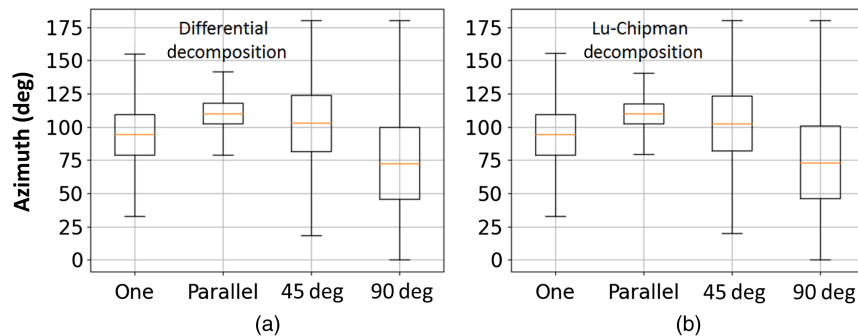 Differential
decomposition
Azimuth (deg)
175
150
125
100
75
50
25
0
One Parallel 45 deg 90 deg
(a)
Lu-Chipman
decomposition
175
150
125
100
75
50
25
0
One Parallel 45 deg 90 deg
(b)